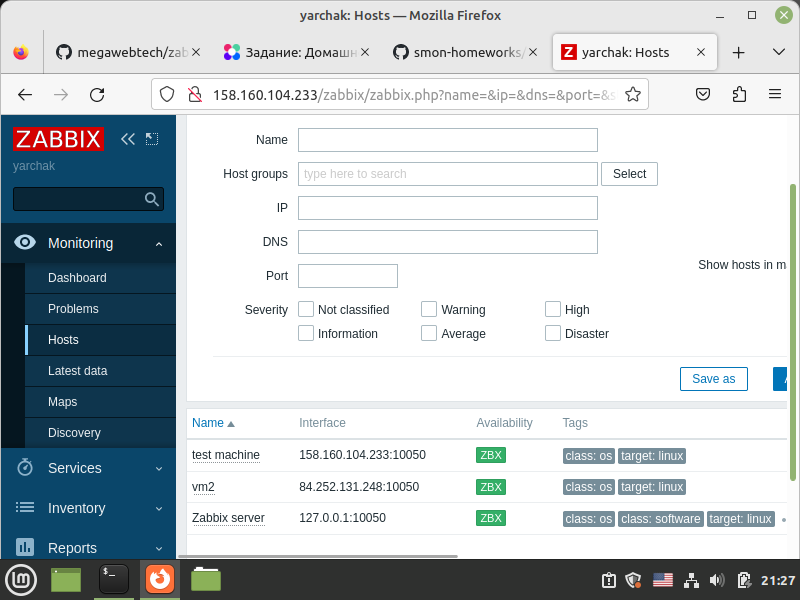 yarchak: Hosts — Mozilla Firefox
megawebtech/zab
Задание: Домашн
smon-homeworks/
Z yarchak: Hosts
158.160.104.233/zabbix/zabbix.php?name=&ip=&dns=&port=&s
ZABBIX
yarchak
Monitoring
Dashboard
Problems
Hosts
Latest data
Maps
Discovery
Services
Inventory
Reports
Name
Host groups type here to search Select
IP
DNS
Port
Show hosts in m
Severity Not classified Warning High
Information Average Disaster
Save as
Name Interface Availability Tags
test machine 158.160.104.233:10050 ZBX class: os target: linux
vm2 84.252.131.248:10050 ZBX class: os target: linux
Zabbix server 127.0.0.1:10050 ZBX class: os class: software target: linux
21:27